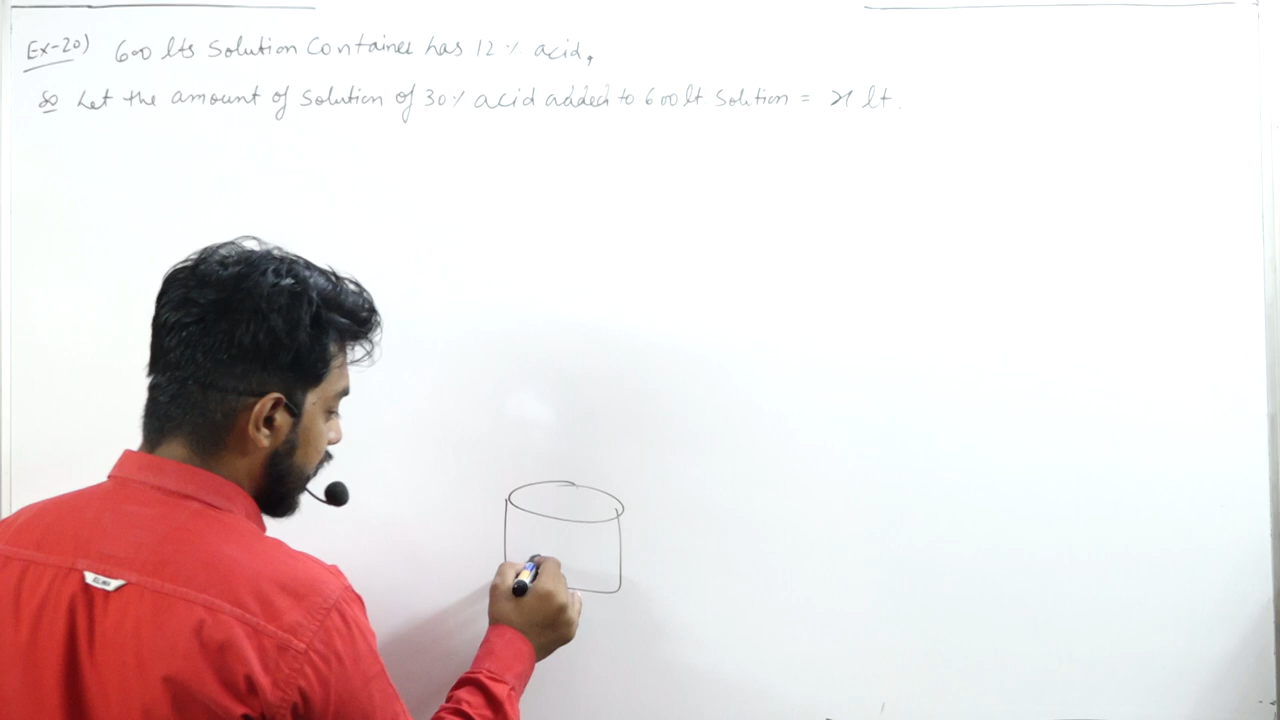 Ex-20) 600 lts Solution Container has 12% acid,
So Let the amount of Solution of 30% acid added to 600 lt. Solution = x lt.